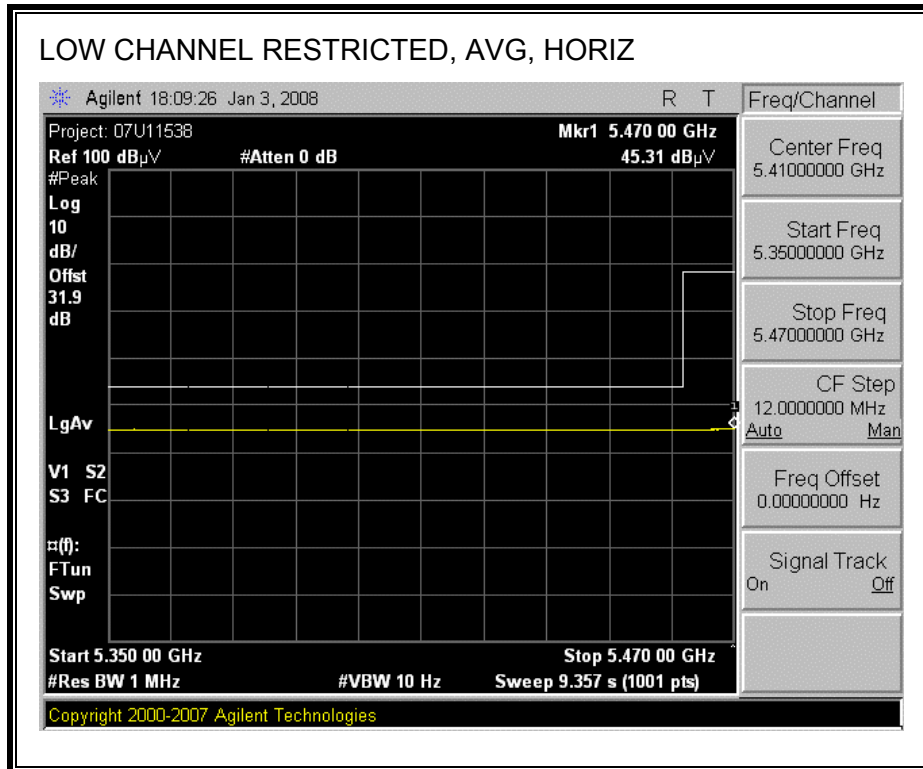 LOW CHANNEL RESTRICTED, AVG, HORIZ
Agilent 18:09:26 Jan 3, 2008 R T
Freq/Channel
Project: 07U11538 Mkr1 5.470 00 GHz
Ref 100 dBµV #Atten 0 dB 45.31 dBµV
#Peak
Log
10
dB/
Offst
31.9
dB
1
LgAv
V1 S2
S3 FC
¤(f):
FTun
Swp
Start 5.350 00 GHz Stop 5.470 00 GHz
#Res BW 1 MHz #VBW 10 Hz Sweep 9.357 s (1001 pts)
Copyright 2000-2007 Agilent Technologies
Center Freq
5.41000000 GHz
Start Freq
5.35000000 GHz
Stop Freq
5.47000000 GHz
CF Step
12.0000000 MHz
Auto Man
Freq Offset
0.00000000 Hz
Signal Track
On Off